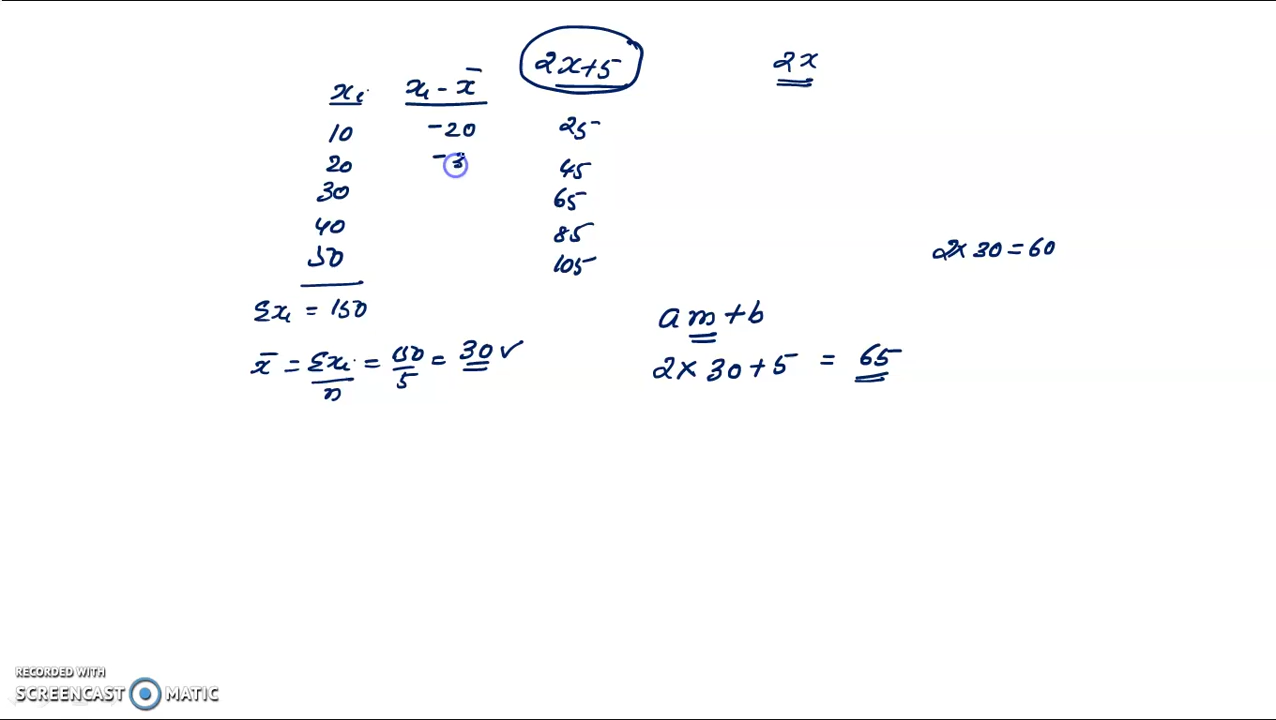 2x+5 2x
xi xi - x̄
10 -20 25
20 - 45
30 65
40 85
50 105
2x 30 = 60
Σxi = 150
am+b
x̄ = Σxi/n = 150/5 = 30 ✓
2 x 30+5 = 65
RECORDED WITH
SCREENCAST MATIC